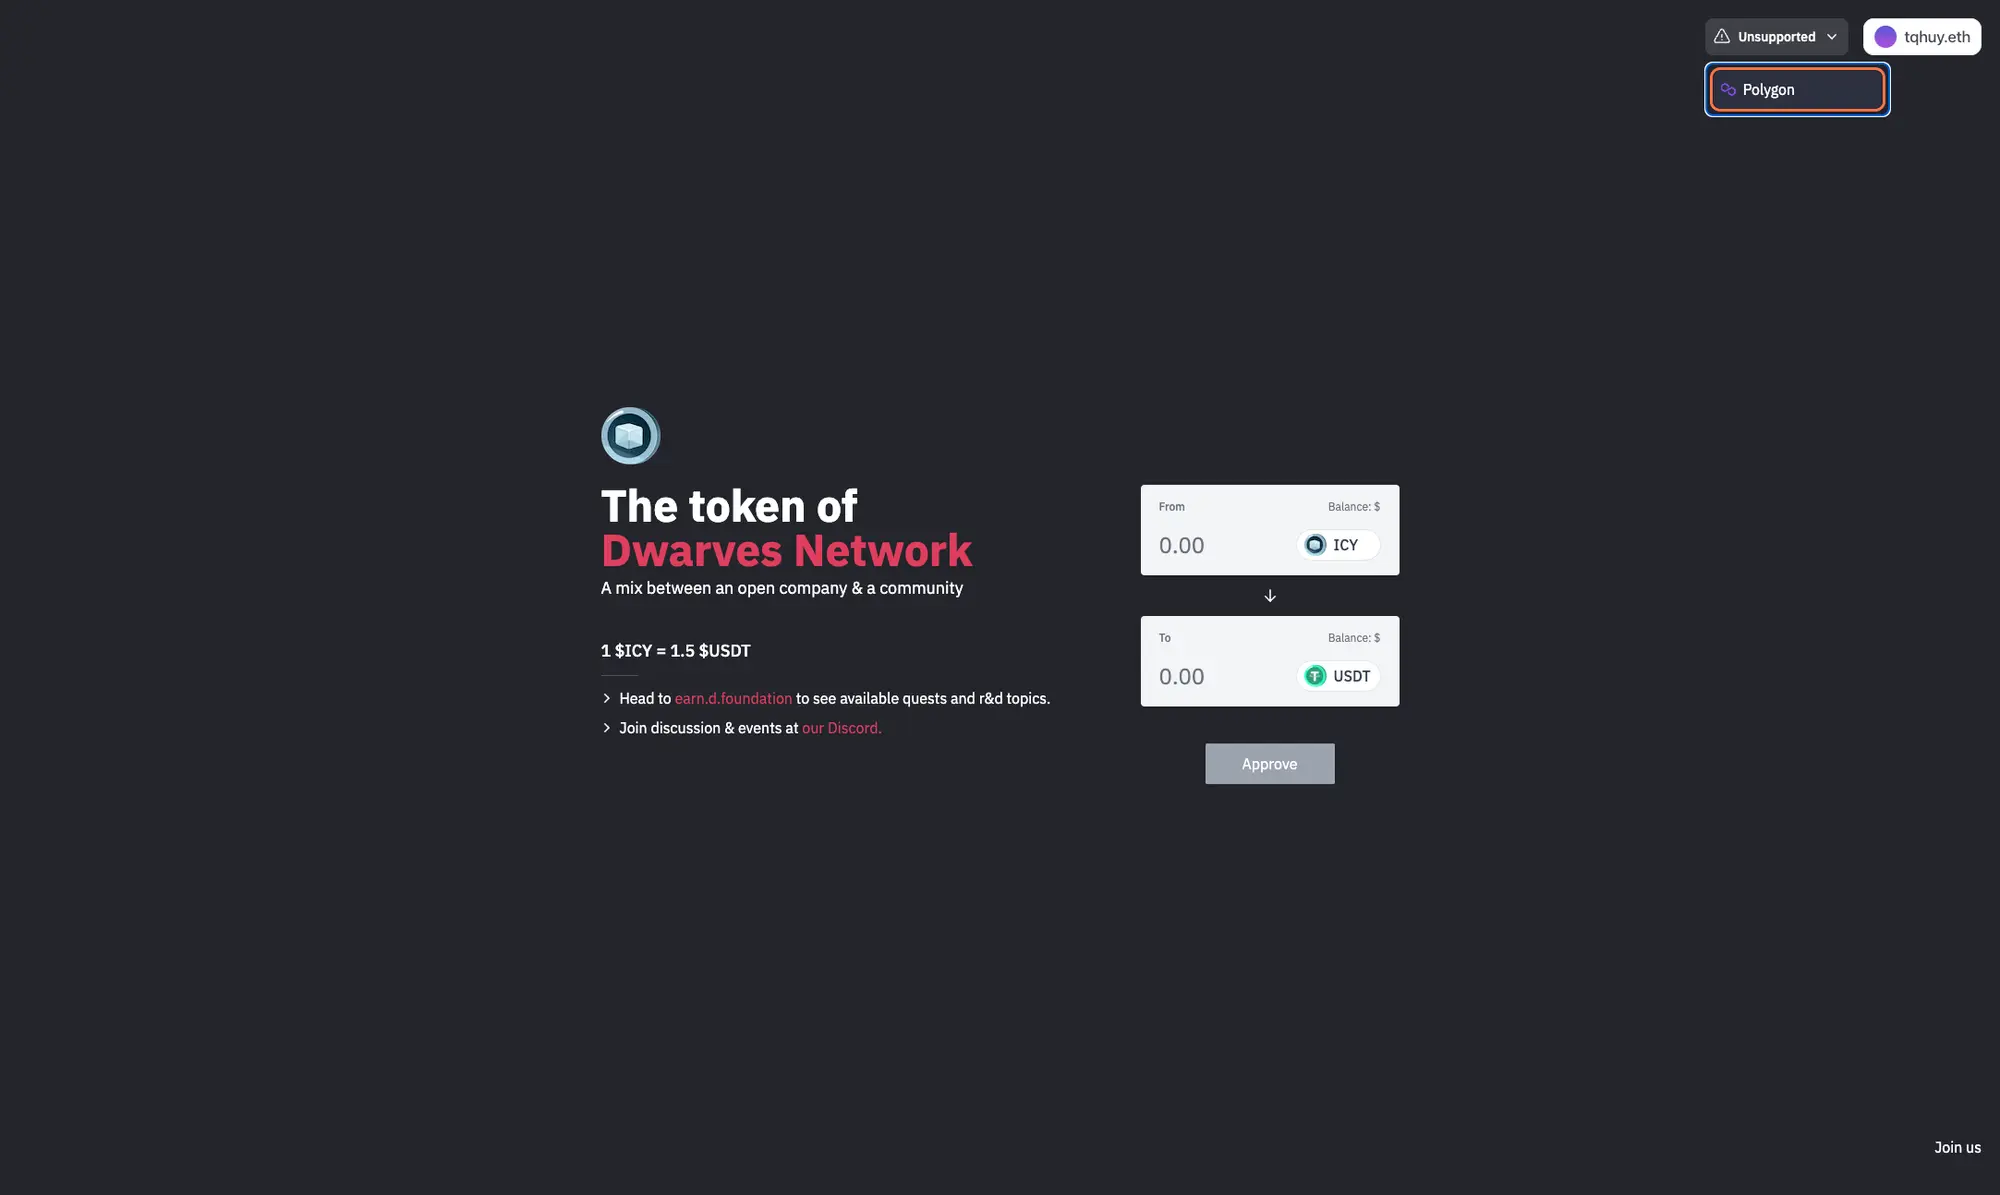 Unsupported
tqhuy.eth
Polygon
The token of
Dwarves Network
A mix between an open company & a community
1 $ICY = 1.5 $USDT
Head to earn.d.foundation to see available quests and r&d topics.
Join discussion & events at our Discord.
From
Balance: $
0.00
ICY
To
Balance: $
0.00
USDT
Approve
Join us